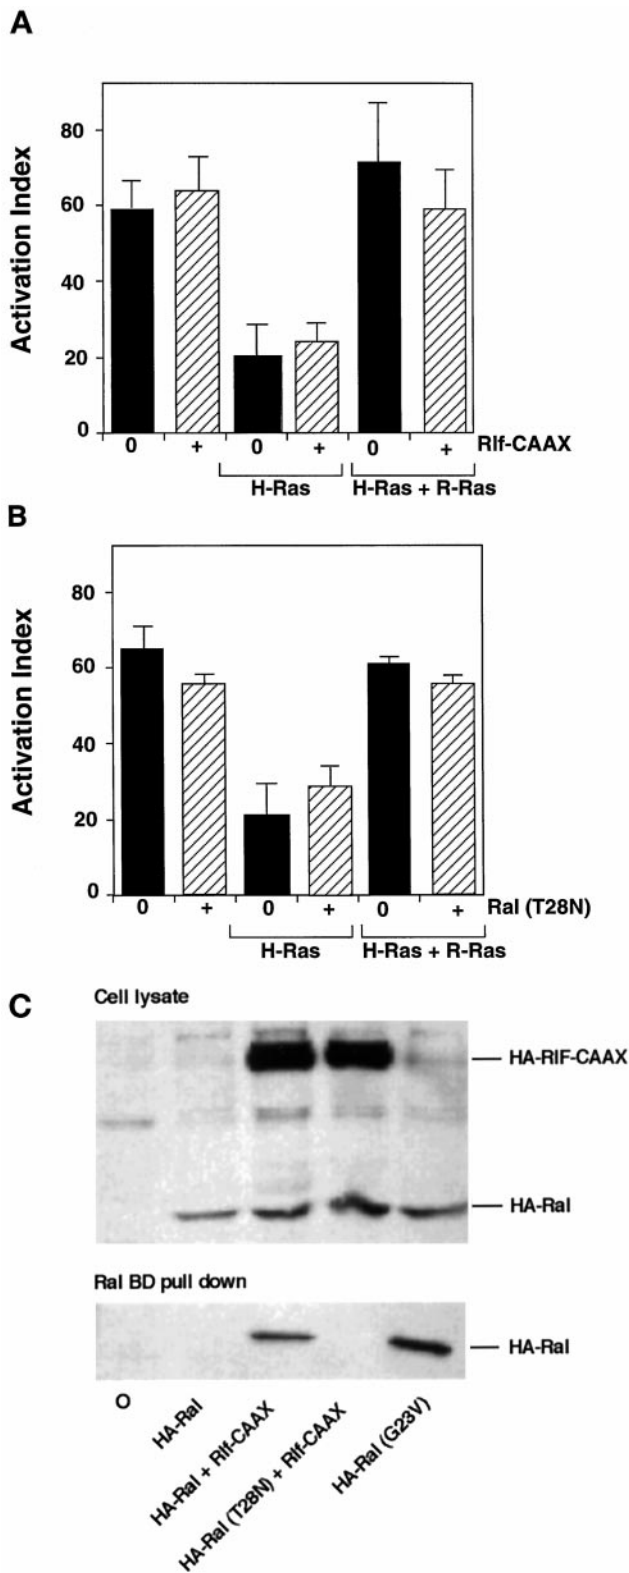 A
Activation Index
80
60
40
20
0
0 + 0 + 0 + Rlf-CAAX
H-Ras H-Ras + R-Ras
B
Activation Index
80
60
40
20
0
0 + 0 + 0 + Ral (T28N)
H-Ras H-Ras + R-Ras
C
Cell lysate
HA-RIF-CAAX
HA-Ral
Ral BD pull down
HA-Ral
O
HA-Ral
HA-Ral + Rlf-CAAX
HA-Ral (T28N) + Rlf-CAAX
HA-Ral (G23V)